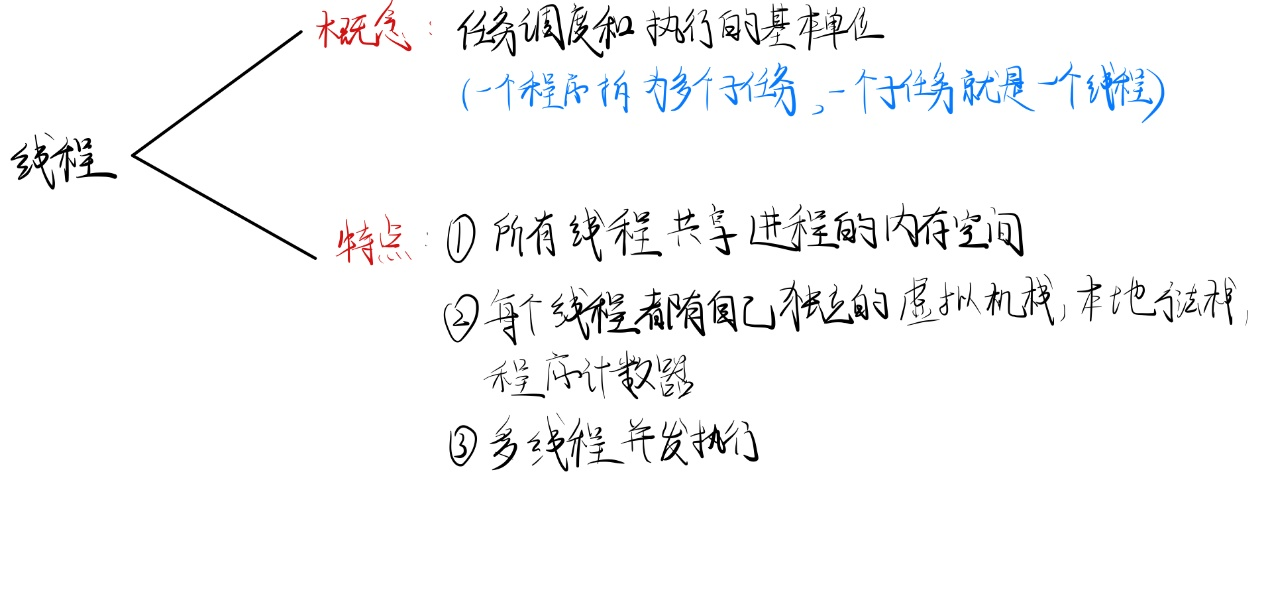 概念：任务调度和执行的基本单位
(一个程序拆为多个子任务，一个子任务就是一个线程)
线程
特点：① 所有线程共享进程的内存空间
② 每个线程都有自己独立的虚拟机栈，本地方法栈，
程序计数器
③ 多线程并发执行